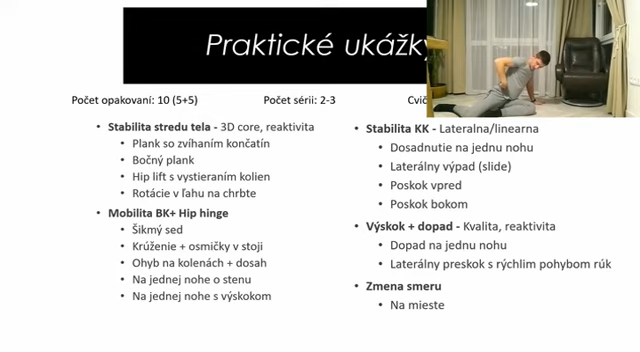 Praktické ukážky
Počet opakovaní: 10 (5+5)
Počet sérii: 2-3
Stabilita stredu tela - 3D core, reaktivita
Plank so zvíhaním končatín
Bočný plank
Hip lift s vystieraním kolien
Rotácie v ľahu na chrbte
Mobilita BK+ Hip hinge
Šikmý sed
Krúženie + osmičky v stoji
Ohyb na kolenách + dosah
Na jednej nohe o stenu
Na jednej nohe s výskokom
Stabilita KK - Lateralna/linearna
Dosadnutie na jednu nohu
Laterálny výpad (slide)
Poskok vpred
Poskok bokom
Výskok + dopad - Kvalita, reaktivita
Dopad na jednu nohu
Laterálny preskok s rýchlim pohybom rúk
Zmena smeru
Na mieste